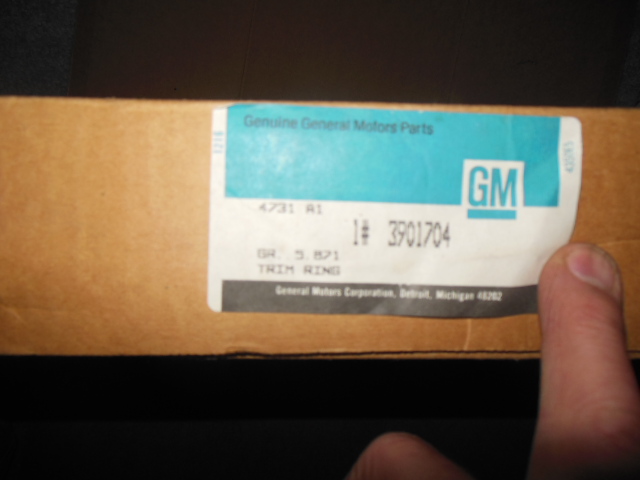 Genuine General Motors Parts
GM
4731 A1
1# 3901704
GR. 5.871
TRIM RING
General Motors Corporation, Detroit, Michigan 48202
1216